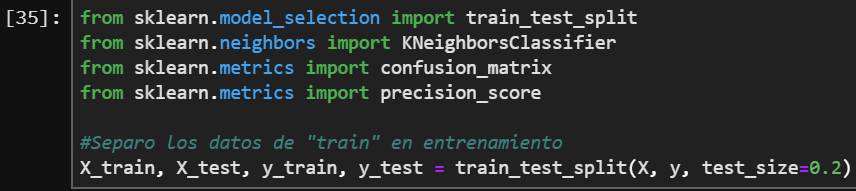 [35]: from sklearn.model_selection import train_test_split
from sklearn.neighbors import KNeighborsClassifier
from sklearn.metrics import confusion_matrix
from sklearn.metrics import precision_score
#Separo los datos de "train" en entrenamiento
X_train, X_test, y_train, y_test = train_test_split(X, y, test_size=0.2)